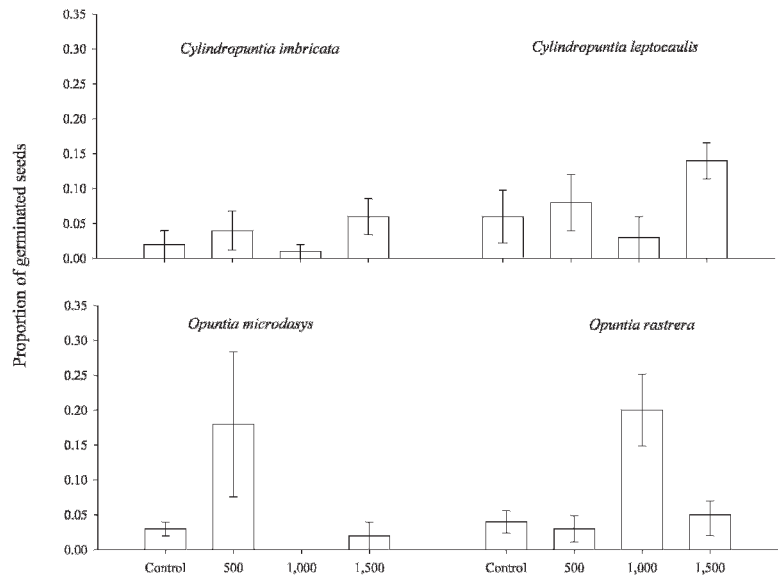 Proportion of germinated seeds
0.35
0.30
0.25
0.20
0.15
0.10
0.05
0.00
Cylindropuntia imbricata
Cylindropuntia leptocaulis
0.35
0.30
0.25
0.20
0.15
0.10
0.05
0.00
Opuntia microdasys
Opuntia rastrera
Control 500 1,000 1,500 Control 500 1,000 1,500